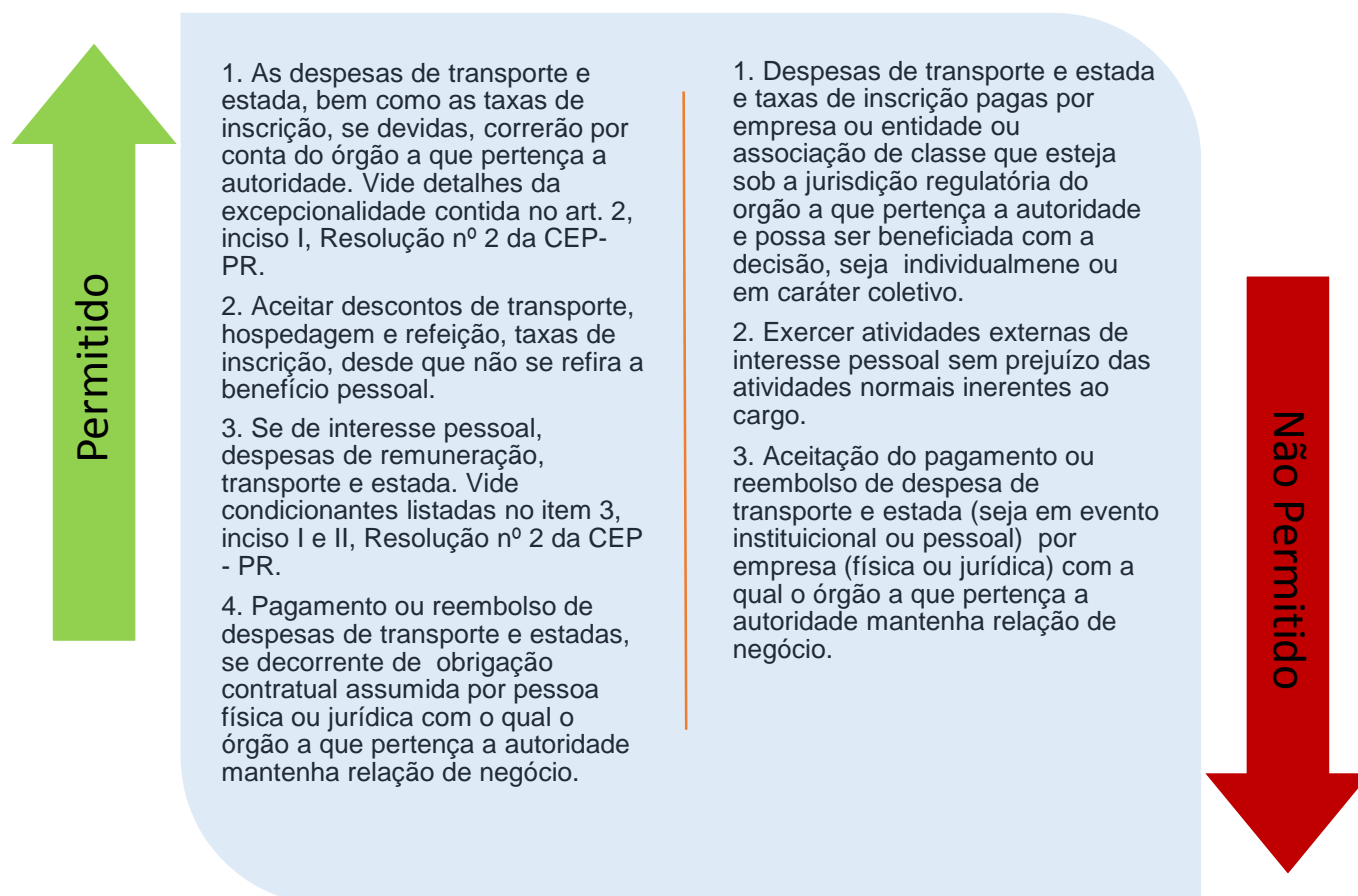 Permitido
1. As despesas de transporte e
estada, bem como as taxas de
inscrição, se devidas, correrão por
conta do órgão a que pertença a
autoridade. Vide detalhes da
excepcionalidade contida no art. 2,
inciso I, Resolução nº 2 da CEP-
PR.
2. Aceitar descontos de transporte,
hospedagem e refeição, taxas de
inscrição, desde que não se refira a
benefício pessoal.
3. Se de interesse pessoal,
despesas de remuneração,
transporte e estada. Vide
condicionantes listadas no item 3,
inciso I e II, Resolução nº 2 da CEP
- PR.
4. Pagamento ou reembolso de
despesas de transporte e estadas,
se decorrente de  obrigação
contratual assumida por pessoa
física ou jurídica com o qual o
órgão a que pertença a autoridade
mantenha relação de negócio.
1. Despesas de transporte e estada
e taxas de inscrição pagas por
empresa ou entidade ou
associação de classe que esteja
sob a jurisdição regulatória do
orgão a que pertença a autoridade
e possa ser beneficiada com a
decisão, seja  individualmene ou
em caráter coletivo.
2. Exercer atividades externas de
interesse pessoal sem prejuízo das
atividades normais inerentes ao
cargo.
3. Aceitação do pagamento ou
reembolso de despesa de
transporte e estada (seja em evento
instituicional ou pessoal)  por
empresa (física ou jurídica) com a
qual o órgão a que pertença a
autoridade mantenha relação de
negócio.
Não Permitido